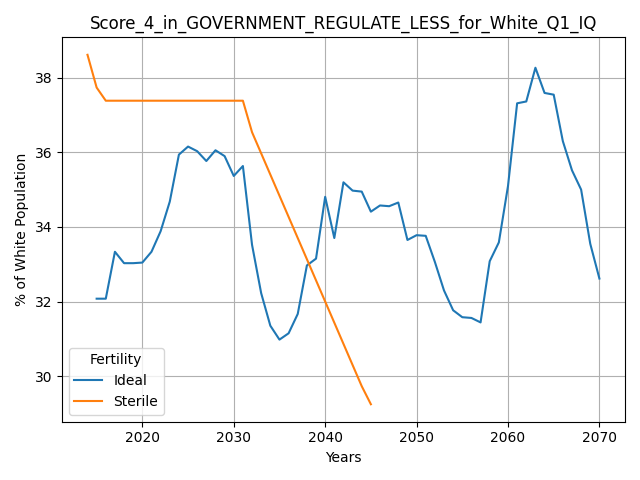 Score_4_in_GOVERNMENT_REGULATE_LESS_for_White_Q1_IQ
% of White Population
38
36
34
32
30
Fertility
Ideal
Sterile
2020 2030 2040 2050 2060 2070
Years